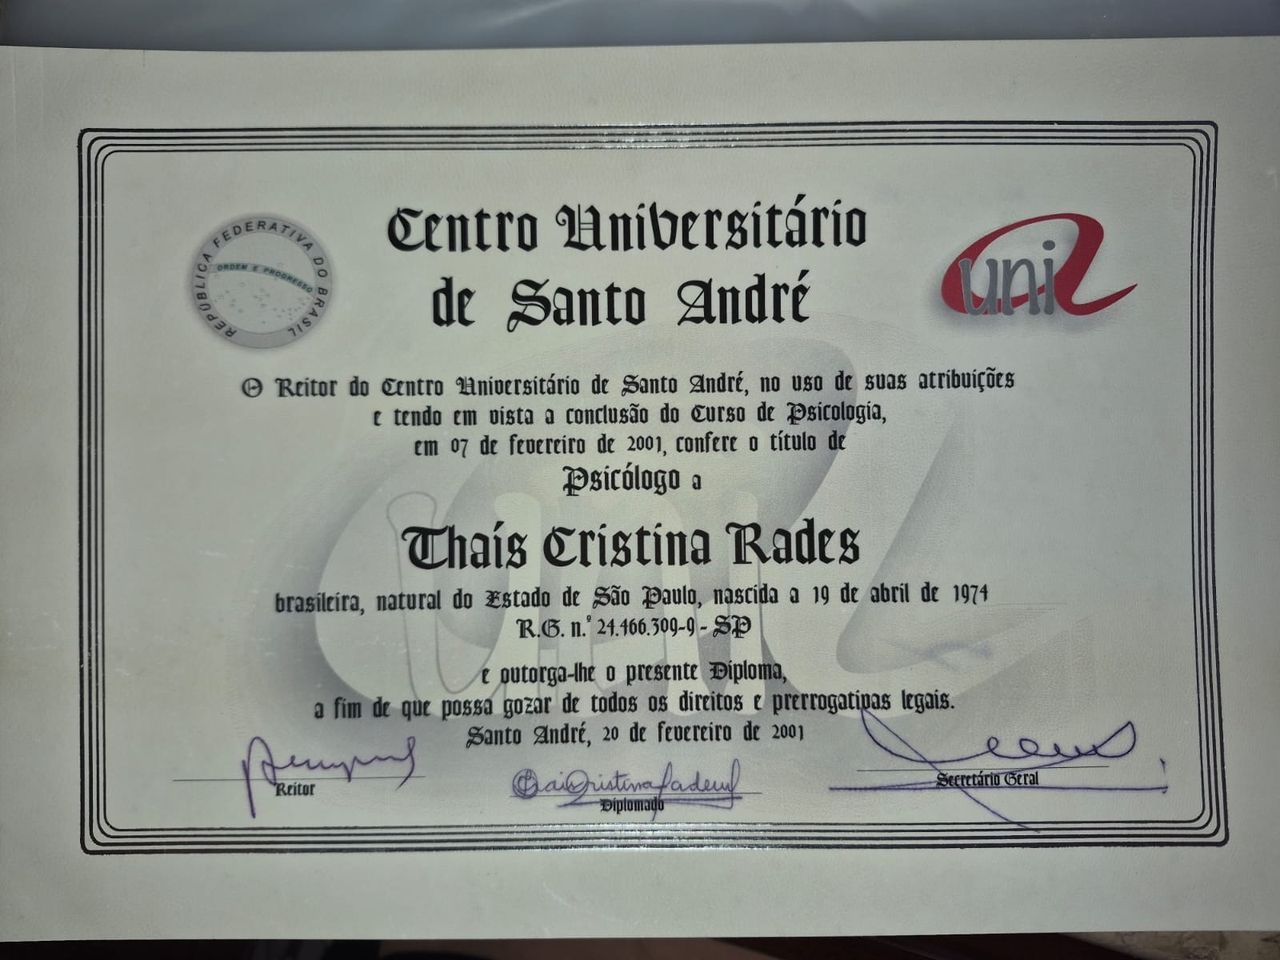 REPÚBLICA FEDERATIVA DO BRASIL
ORDEM E PROGRESSO
Centro Universitário
de Santo André
uniA
O Reitor do Centro Universitário de Santo André, no uso de suas atribuições
e tendo em vista a conclusão do Curso de Psicologia,
em 07 de fevereiro de 2001, confere o título de
Psicólogo a
Thaís Cristina Rades
brasileira, natural do Estado de São Paulo, nascida a 19 de abril de 1974
R.G. n.º 24.466.309-9 - SP
e outorga-lhe o presente Diploma,
a fim de que possa gozar de todos os direitos e prerrogativas legais.
Santo André, 20 de fevereiro de 2001
Reitor
Diplomado
Secretário Geral